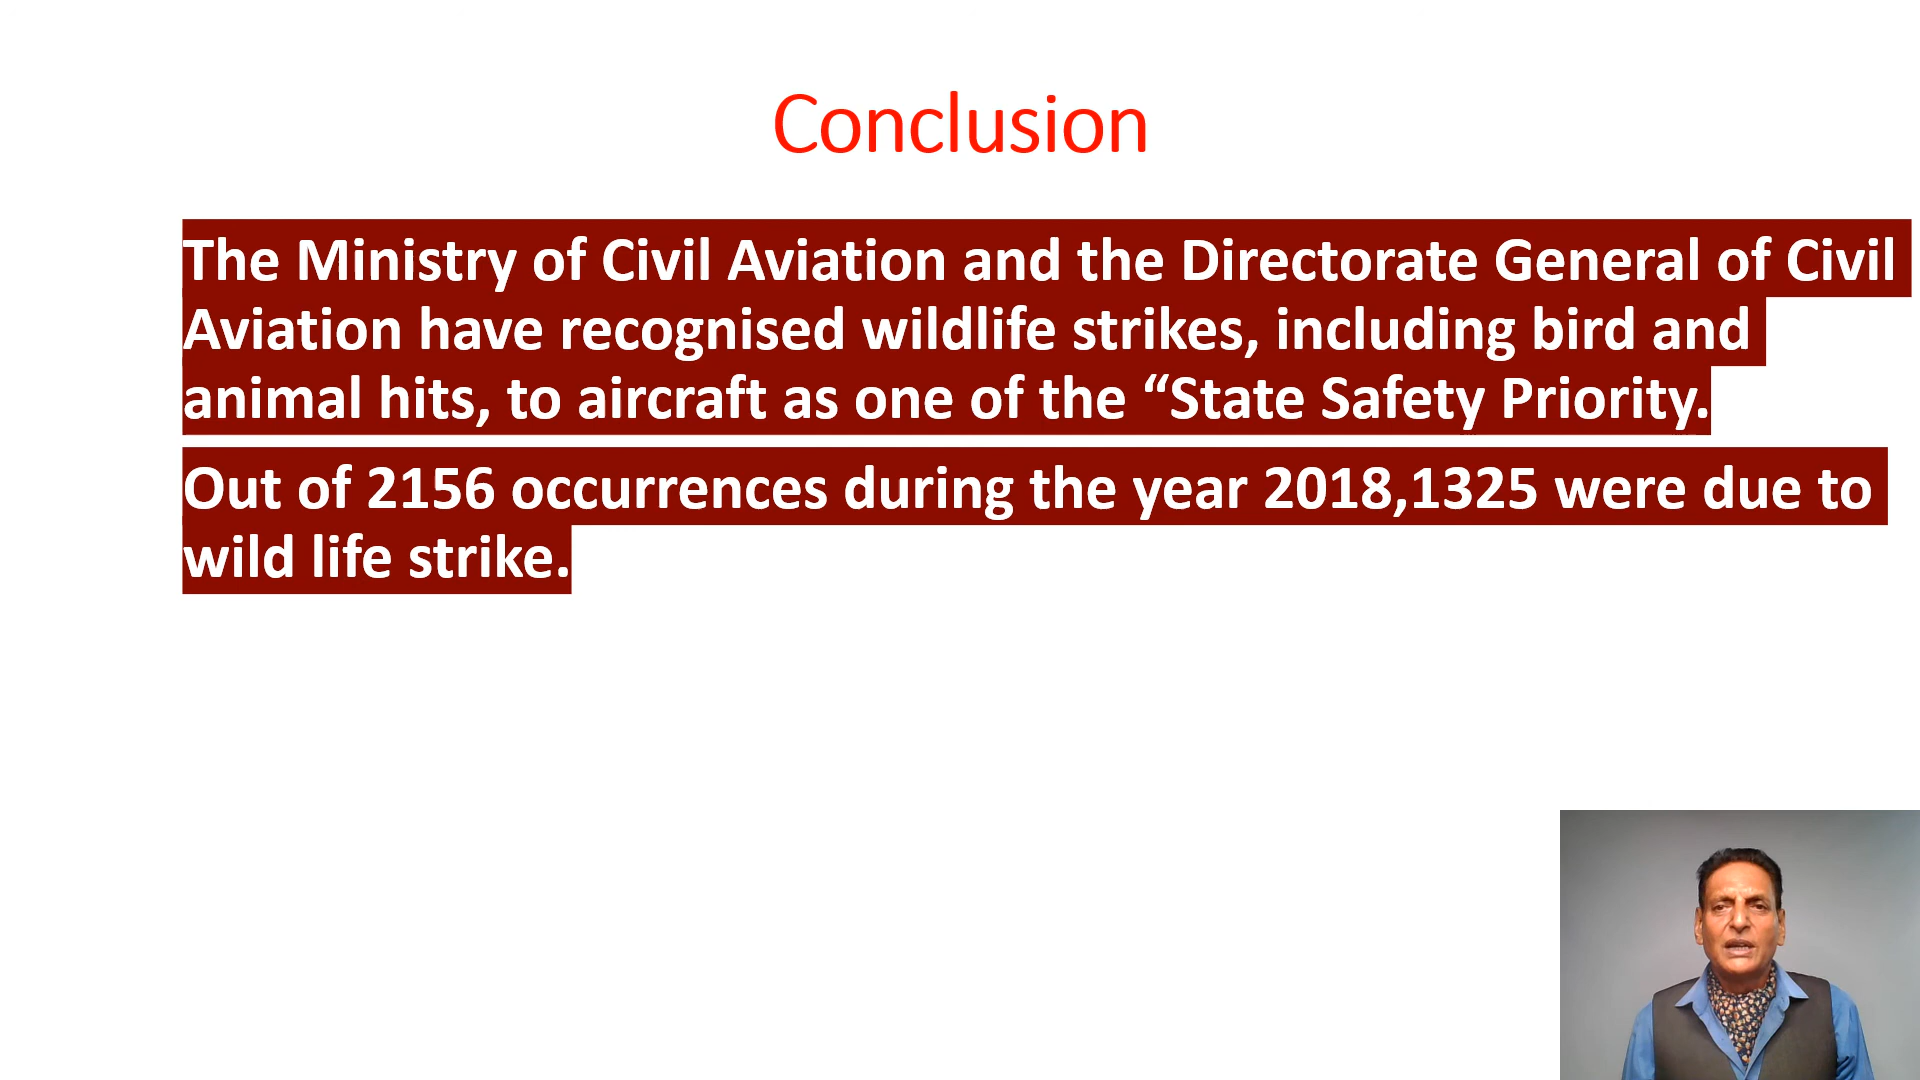 Conclusion
The Ministry of Civil Aviation and the Directorate General of Civil
Aviation have recognised wildlife strikes, including bird and
animal hits, to aircraft as one of the “State Safety Priority.
Out of 2156 occurrences during the year 2018,1325 were due to
wild life strike.